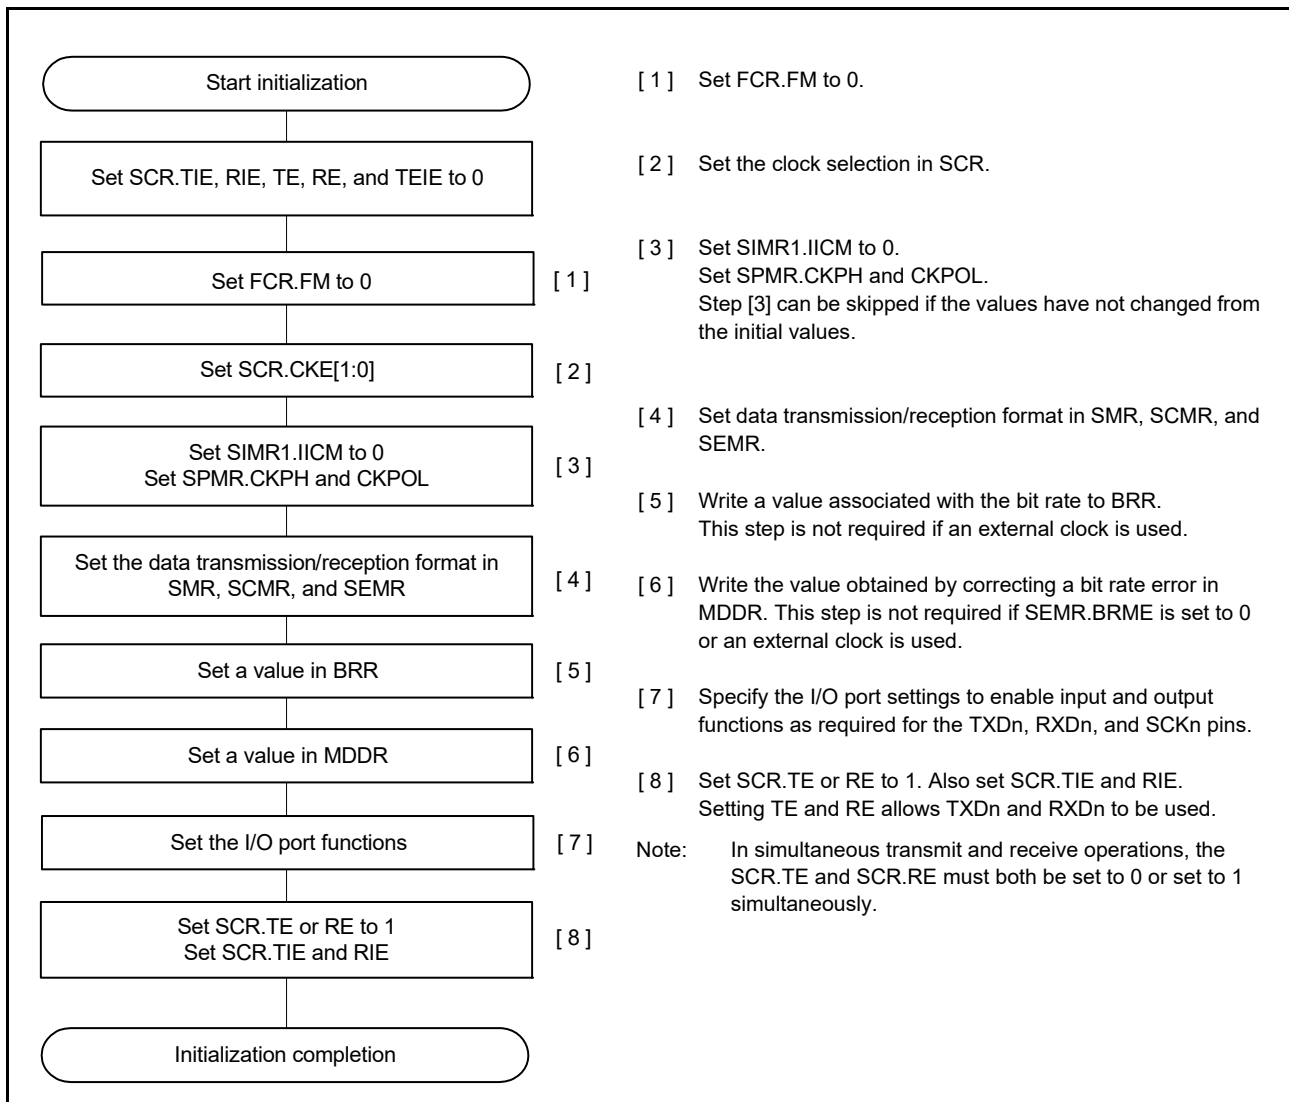 Start initialization
Set SCR.TIE, RIE, TE, RE, and TEIE to 0
Set FCR.FM to 0
[ 1 ]
Set SCR.CKE[1:0]
[ 2 ]
Set SIMR1.IICM to 0
Set SPMR.CKPH and CKPOL
[ 3 ]
Set the data transmission/reception format in
SMR, SCMR, and SEMR
[ 4 ]
Set a value in BRR
[ 5 ]
Set a value in MDDR
[ 6 ]
Set the I/O port functions
[ 7 ]
Set SCR.TE or RE to 1
Set SCR.TIE and RIE
[ 8 ]
Initialization completion
[ 1 ] Set FCR.FM to 0.
[ 2 ] Set the clock selection in SCR.
[ 3 ] Set SIMR1.IICM to 0.
Set SPMR.CKPH and CKPOL.
Step [3] can be skipped if the values have not changed from
the initial values.
[ 4 ] Set data transmission/reception format in SMR, SCMR, and
SEMR.
[ 5 ] Write a value associated with the bit rate to BRR.
This step is not required if an external clock is used.
[ 6 ] Write the value obtained by correcting a bit rate error in
MDDR. This step is not required if SEMR.BRME is set to 0
or an external clock is used.
[ 7 ] Specify the I/O port settings to enable input and output
functions as required for the TXDn, RXDn, and SCKn pins.
[ 8 ] Set SCR.TE or RE to 1. Also set SCR.TIE and RIE.
Setting TE and RE allows TXDn and RXDn to be used.
Note: In simultaneous transmit and receive operations, the
SCR.TE and SCR.RE must both be set to 0 or set to 1
simultaneously.